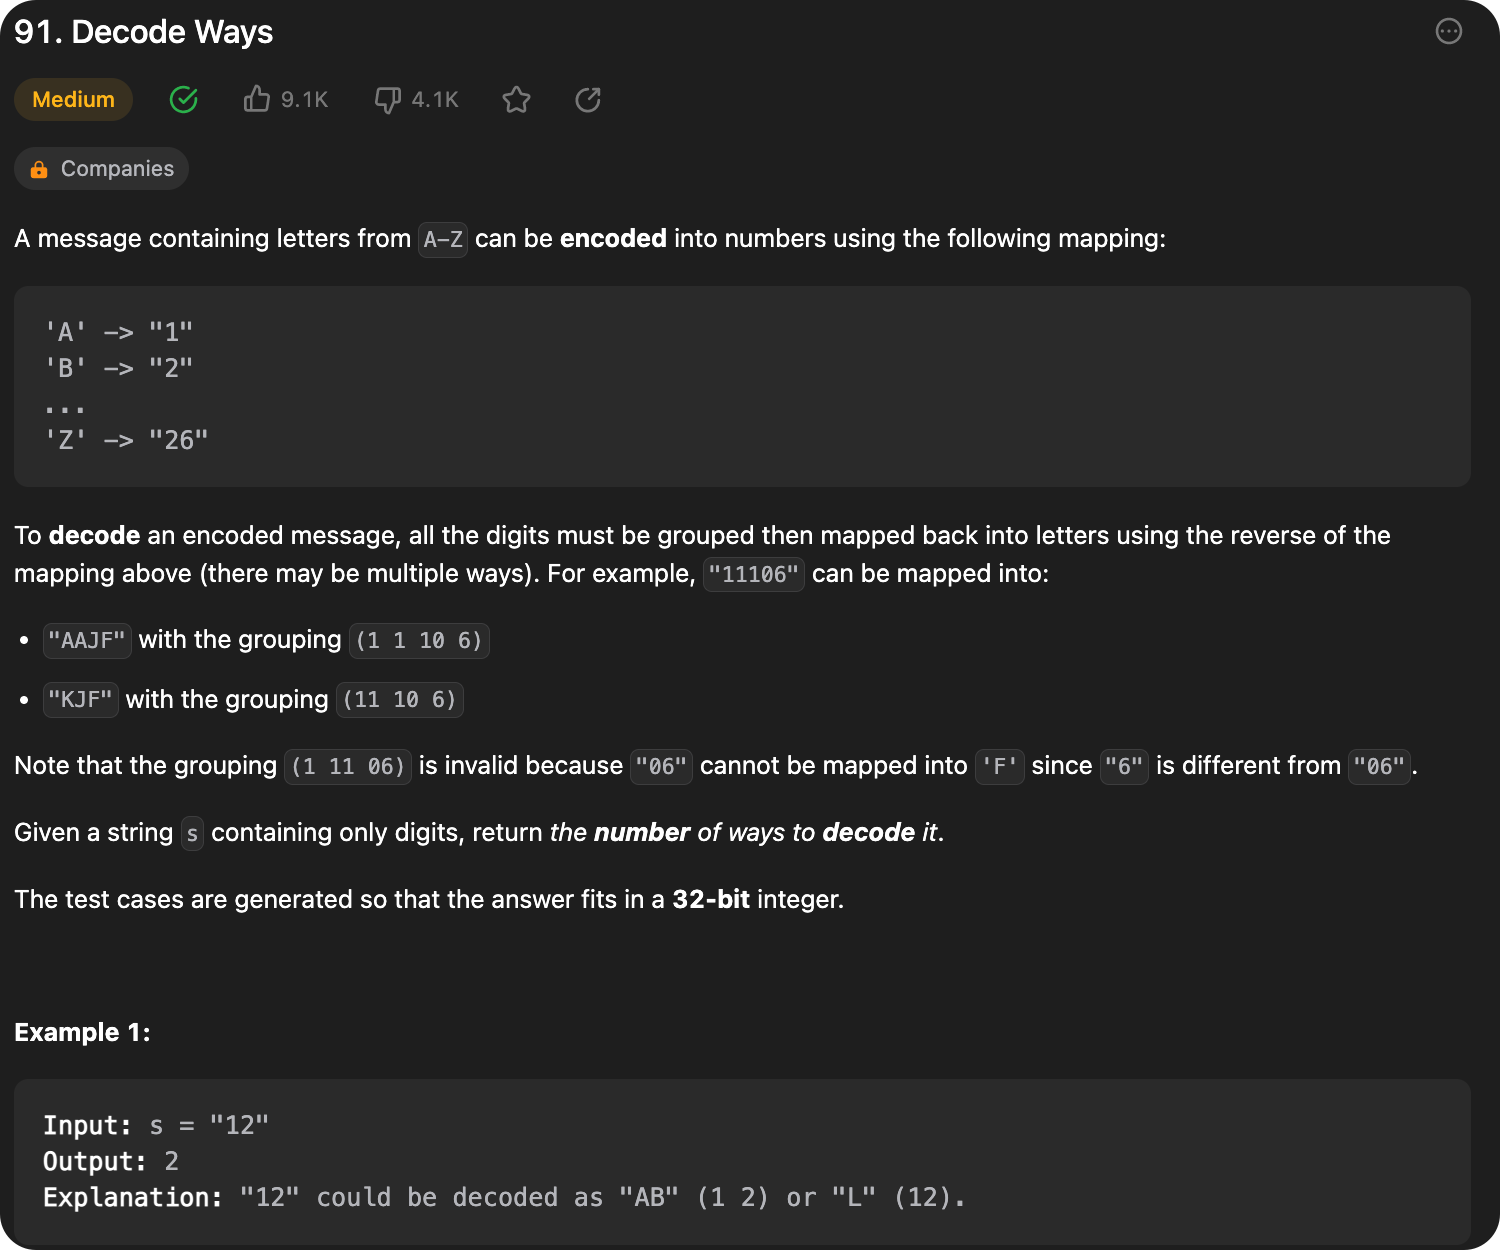 91. Decode Ways
Medium 9.1K 4.1K
Companies
A message containing letters from A-Z can be encoded into numbers using the following mapping:
'A' -> "1"
'B' -> "2"
...
'Z' -> "26"
To decode an encoded message, all the digits must be grouped then mapped back into letters using the reverse of the
mapping above (there may be multiple ways). For example, "11106" can be mapped into:
• "AAJF" with the grouping (1 1 10 6)
• "KJF" with the grouping (11 10 6)
Note that the grouping (1 11 06) is invalid because "06" cannot be mapped into 'F' since "6" is different from "06".
Given a string s containing only digits, return the number of ways to decode it.
The test cases are generated so that the answer fits in a 32-bit integer.
Example 1:
Input: s = "12"
Output: 2
Explanation: "12" could be decoded as "AB" (1 2) or "L" (12).